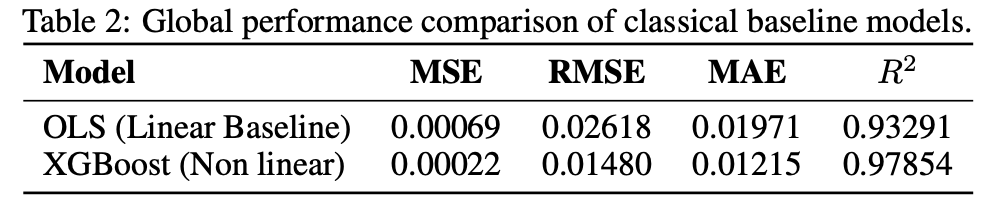 Table 2: Global performance comparison of classical baseline models.
Model MSE RMSE MAE R²
OLS (Linear Baseline) 0.00069 0.02618 0.01971 0.93291
XGBoost (Non linear) 0.00022 0.01480 0.01215 0.97854